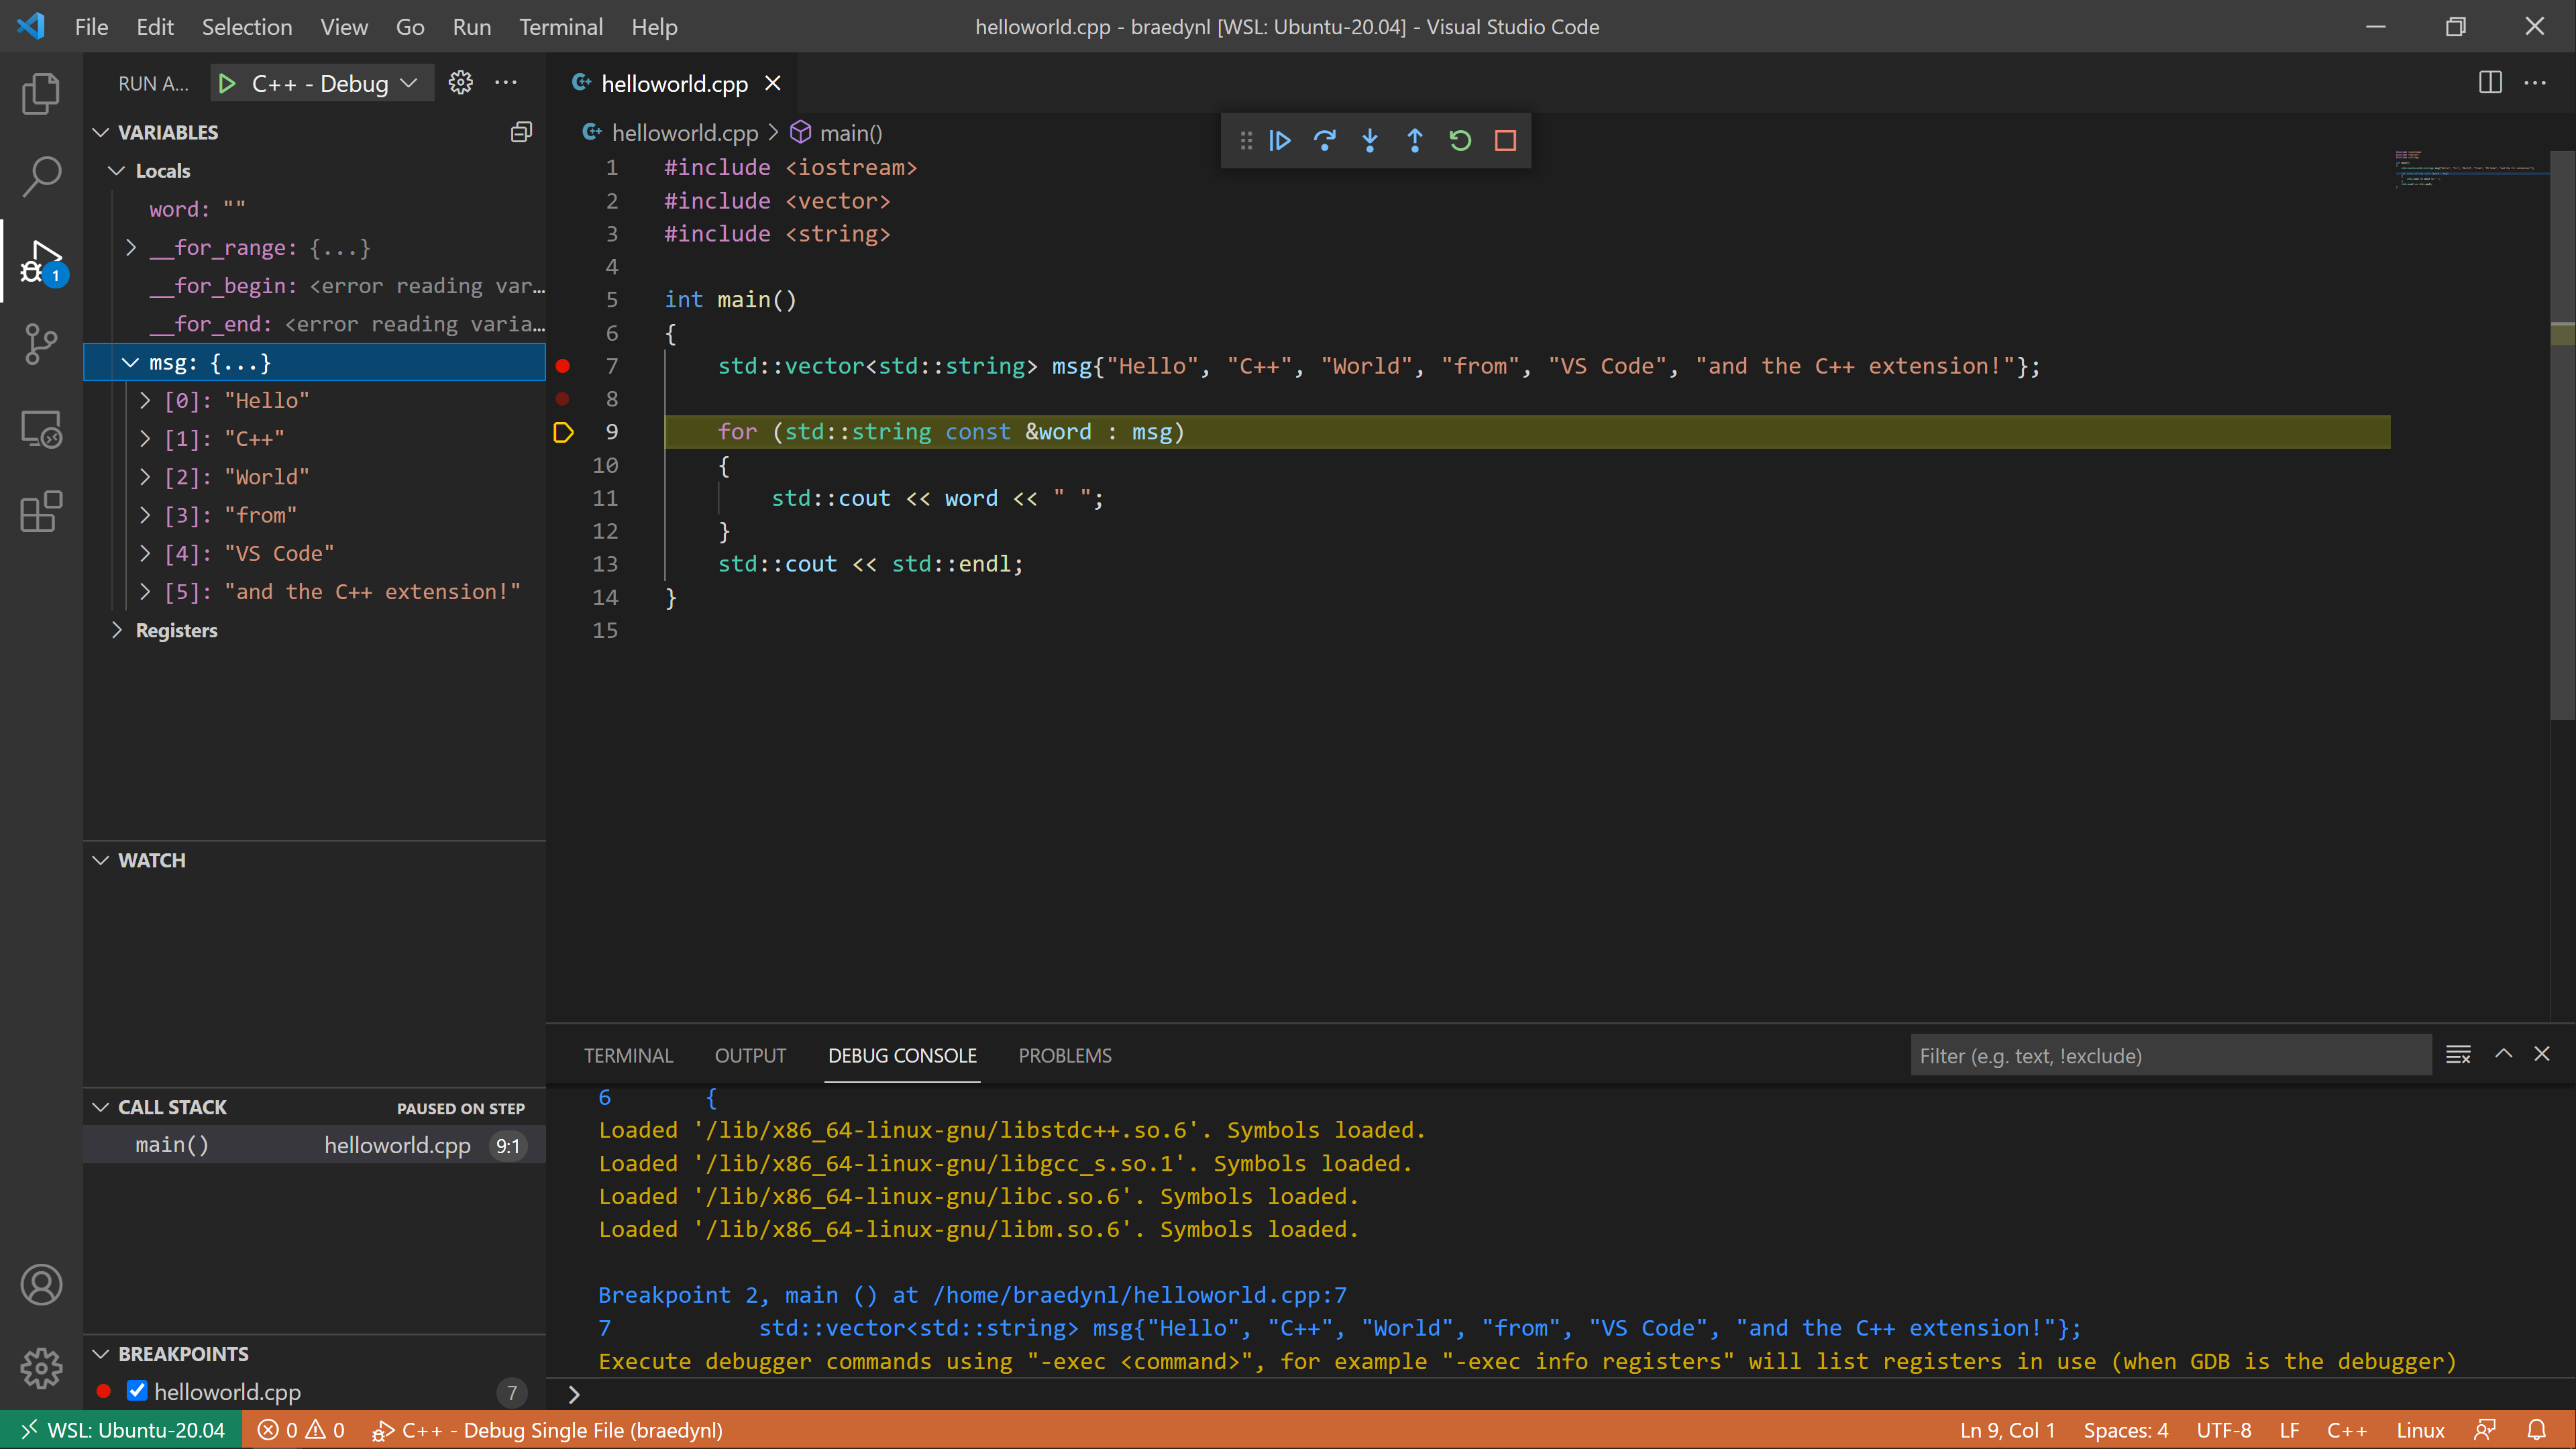 File Edit Selection View Go Run Terminal Help
helloworld.cpp - braedynl [WSL: Ubuntu-20.04] - Visual Studio Code
RUN A... C++ - Debug
VARIABLES
Locals
word: ""
__for_range: {...}
__for_begin: <error reading var...
__for_end: <error reading varia...
msg: {...}
[0]: "Hello"
[1]: "C++"
[2]: "World"
[3]: "from"
[4]: "VS Code"
[5]: "and the C++ extension!"
Registers
WATCH
CALL STACK PAUSED ON STEP
main() helloworld.cpp 9:1
BREAKPOINTS
helloworld.cpp 7
1
helloworld.cpp
helloworld.cpp > main()
1 #include <iostream>
2 #include <vector>
3 #include <string>
4
5 int main()
6 {
7 std::vector<std::string> msg{"Hello", "C++", "World", "from", "VS Code", "and the C++ extension!"};
8
9 for (std::string const &word : msg)
10 {
11 std::cout << word << " ";
12 }
13 std::cout << std::endl;
14 }
15
TERMINAL OUTPUT DEBUG CONSOLE PROBLEMS
Filter (e.g. text, !exclude)
6 {
Loaded '/lib/x86_64-linux-gnu/libstdc++.so.6'. Symbols loaded.
Loaded '/lib/x86_64-linux-gnu/libgcc_s.so.1'. Symbols loaded.
Loaded '/lib/x86_64-linux-gnu/libc.so.6'. Symbols loaded.
Loaded '/lib/x86_64-linux-gnu/libm.so.6'. Symbols loaded.
Breakpoint 2, main () at /home/braedynl/helloworld.cpp:7
7 std::vector<std::string> msg{"Hello", "C++", "World", "from", "VS Code", "and the C++ extension!"};
Execute debugger commands using "-exec <command>", for example "-exec info registers" will list registers in use (when GDB is the debugger)
>
WSL: Ubuntu-20.04 0 0 C++ - Debug Single File (braedynl)
Ln 9, Col 1 Spaces: 4 UTF-8 LF C++ Linux